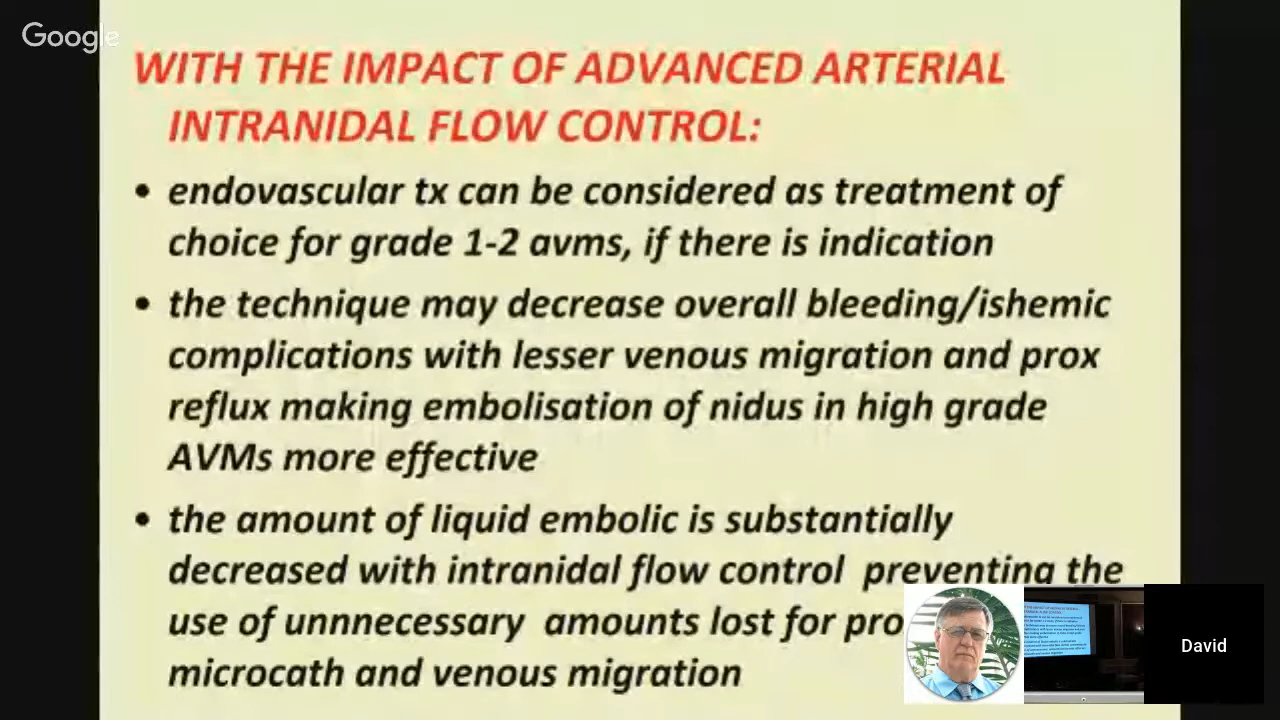 Google
WITH THE IMPACT OF ADVANCED ARTERIAL
INTRANIDAL FLOW CONTROL:
• endovascular tx can be considered as treatment of
choice for grade 1-2 avms, if there is indication
• the technique may decrease overall bleeding/ishemic
complications with lesser venous migration and prox
reflux making embolisation of nidus in high grade
AVMs more effective
• the amount of liquid embolic is substantially
decreased with intranidal flow control preventing the
use of unnecessary amounts lost for
microcath and venous migration
David